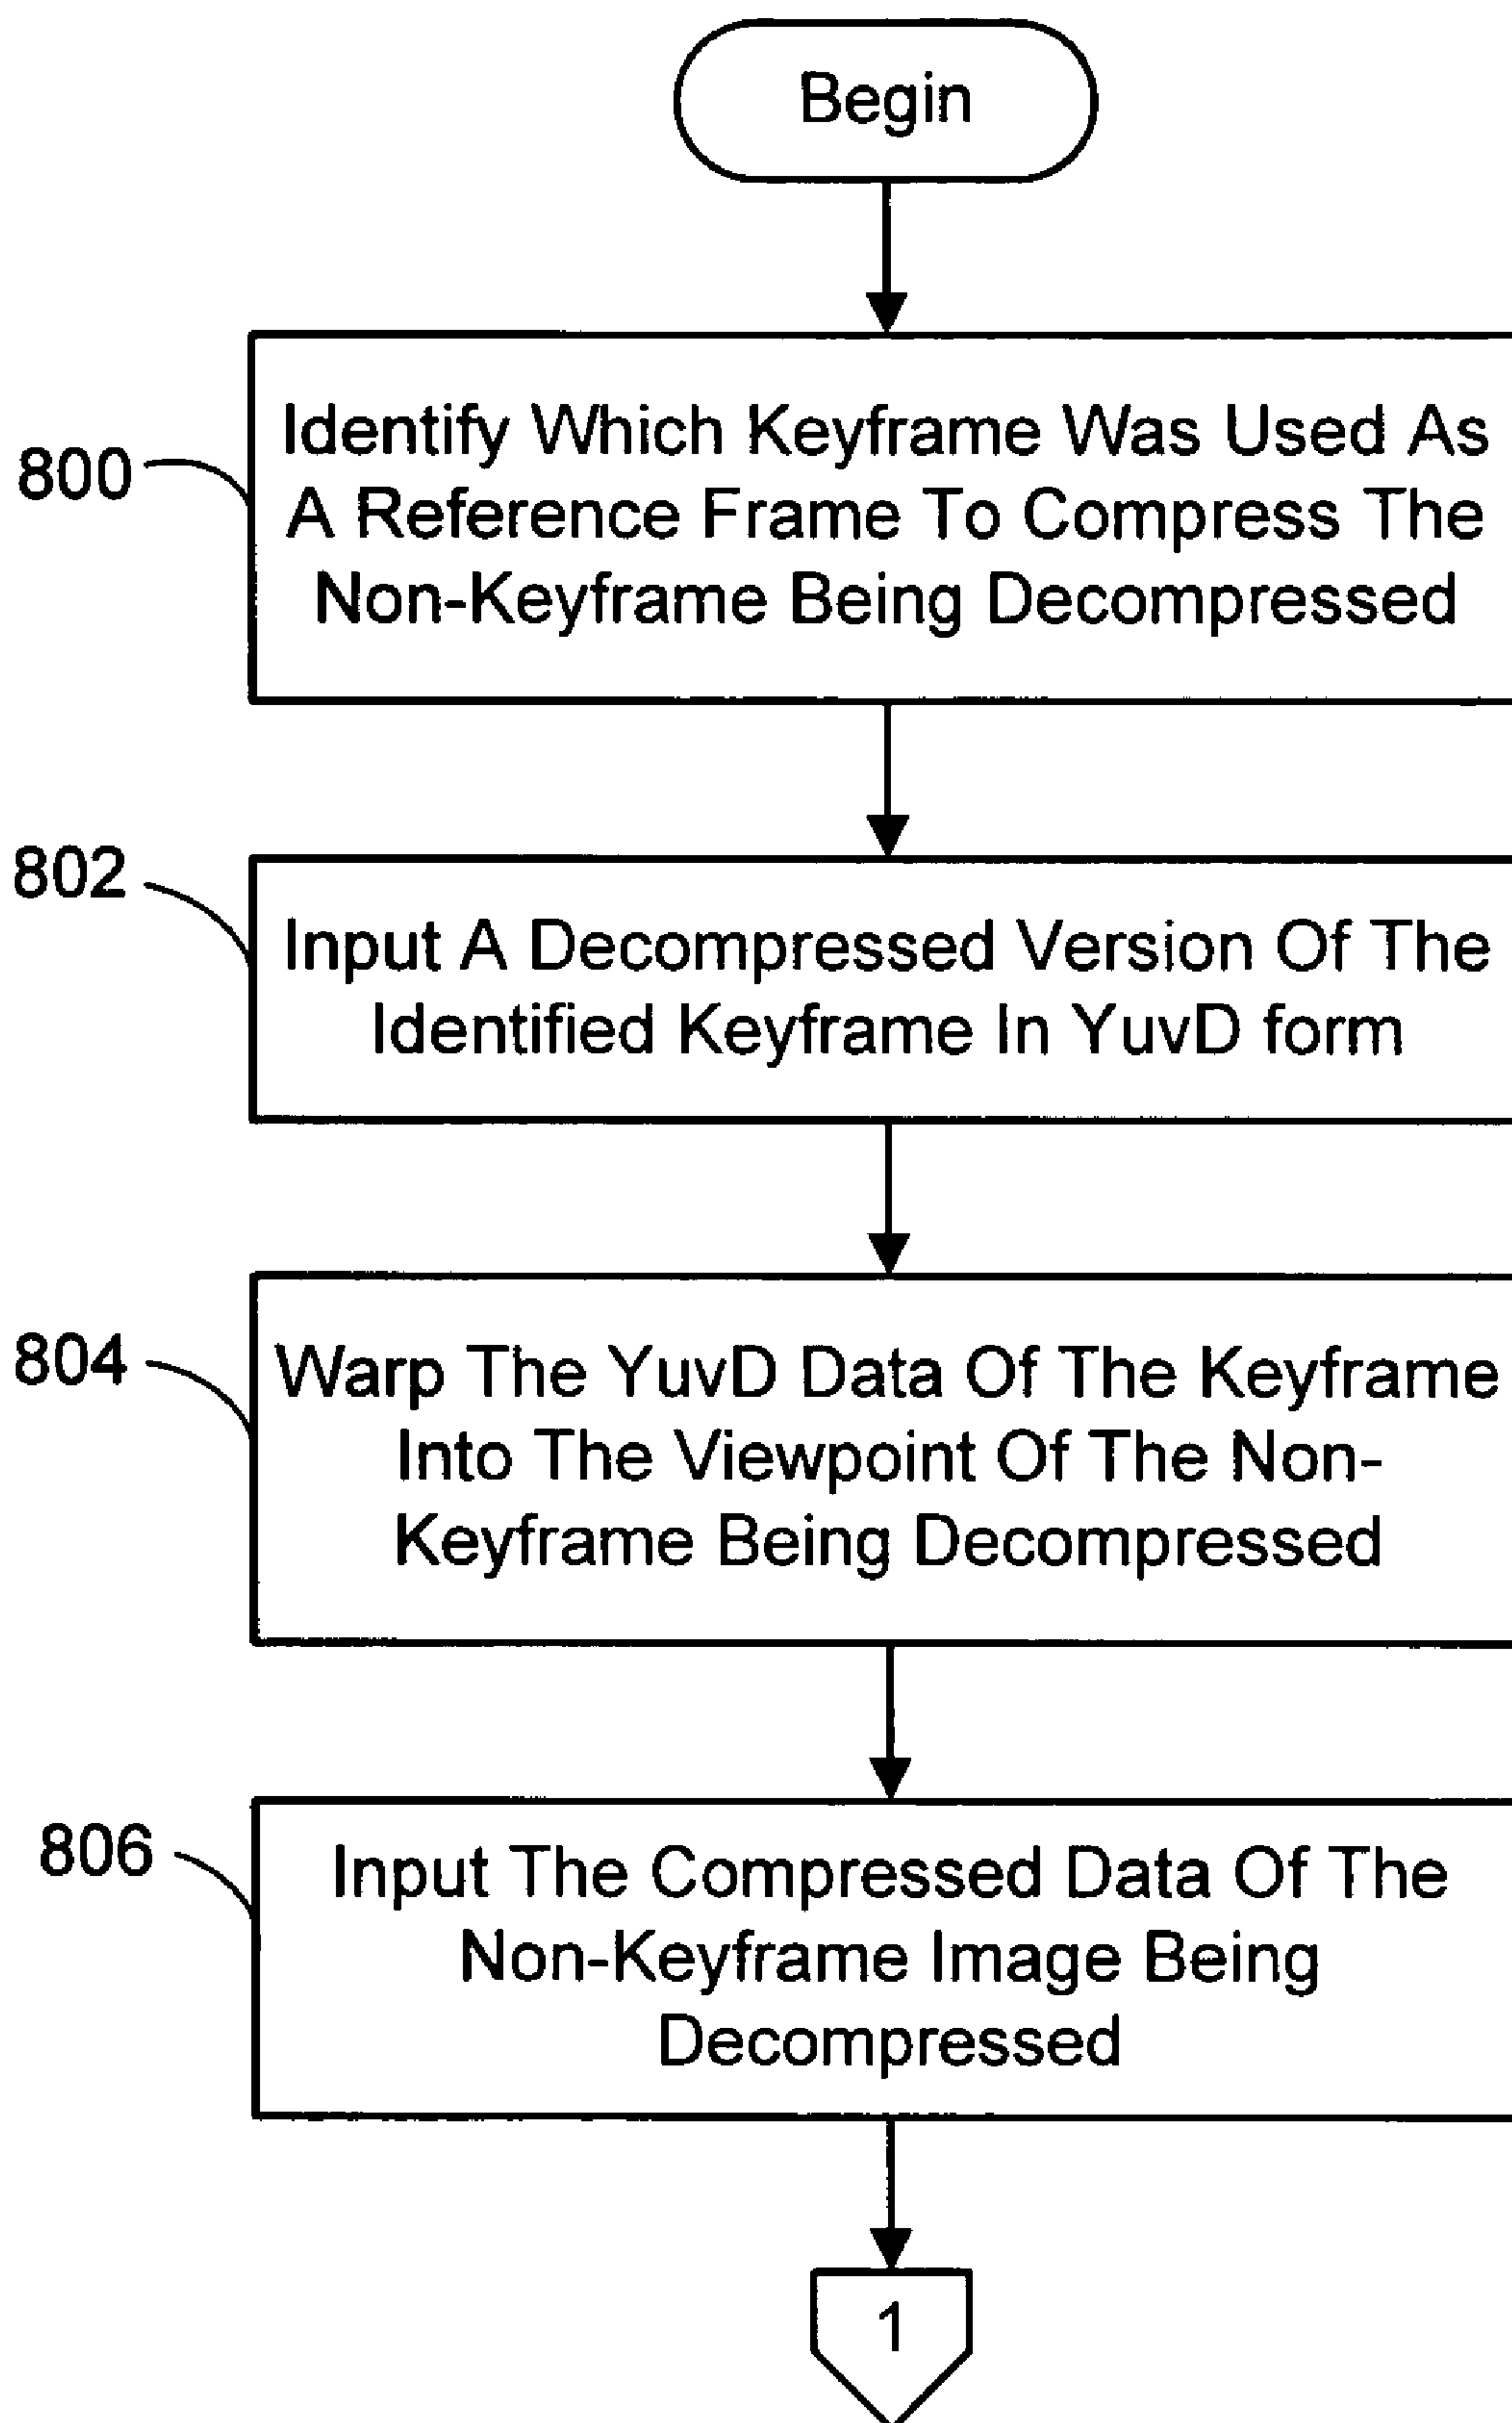 Begin
800
Identify Which Keyframe Was Used As
A Reference Frame To Compress The
Non-Keyframe Being Decompressed
802
Input A Decompressed Version Of The
Identified Keyframe In YuvD form
804
Warp The YuvD Data Of The Keyframe
Into The Viewpoint Of The Non-
Keyframe Being Decompressed
806
Input The Compressed Data Of The
Non-Keyframe Image Being
Decompressed
1